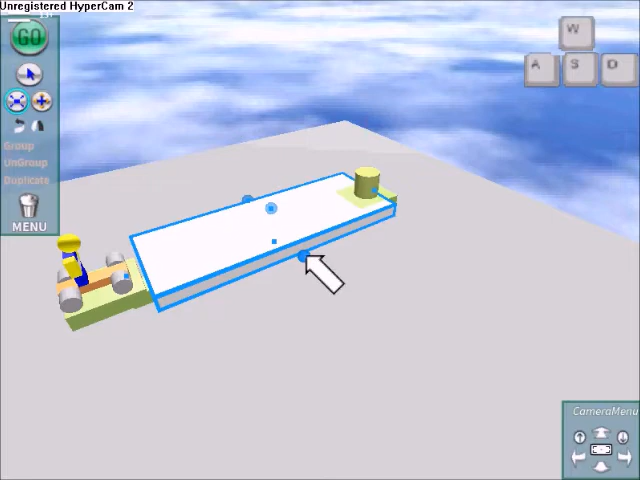 Unregistered HyperCam 2
GO
W
A S D
Group
UnGroup
Duplicate
MENU
CameraMenu